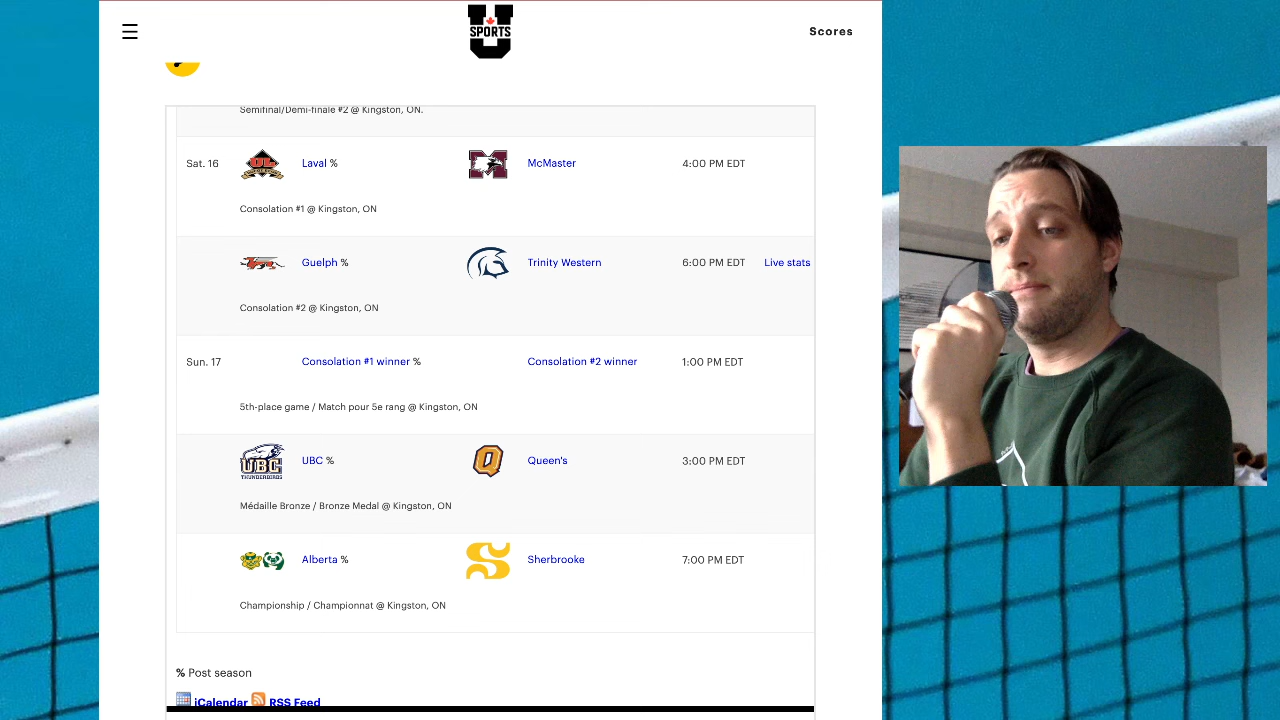 ☰
SPORTS
Scores
Semifinal/Demi-finale #2 @ Kingston, ON.
Sat. 16 Laval % McMaster 4:00 PM EDT
Consolation #1 @ Kingston, ON
Guelph % Trinity Western 6:00 PM EDT Live stats
Consolation #2 @ Kingston, ON
Sun. 17 Consolation #1 winner % Consolation #2 winner 1:00 PM EDT
5th-place game / Match pour 5e rang @ Kingston, ON
UBC
THUNDERBIRDS
UBC % Q Queen's 3:00 PM EDT
Médaille Bronze / Bronze Medal @ Kingston, ON
Alberta % Sherbrooke 7:00 PM EDT
Championship / Championnat @ Kingston, ON
% Post season
iCalendar RSS Feed